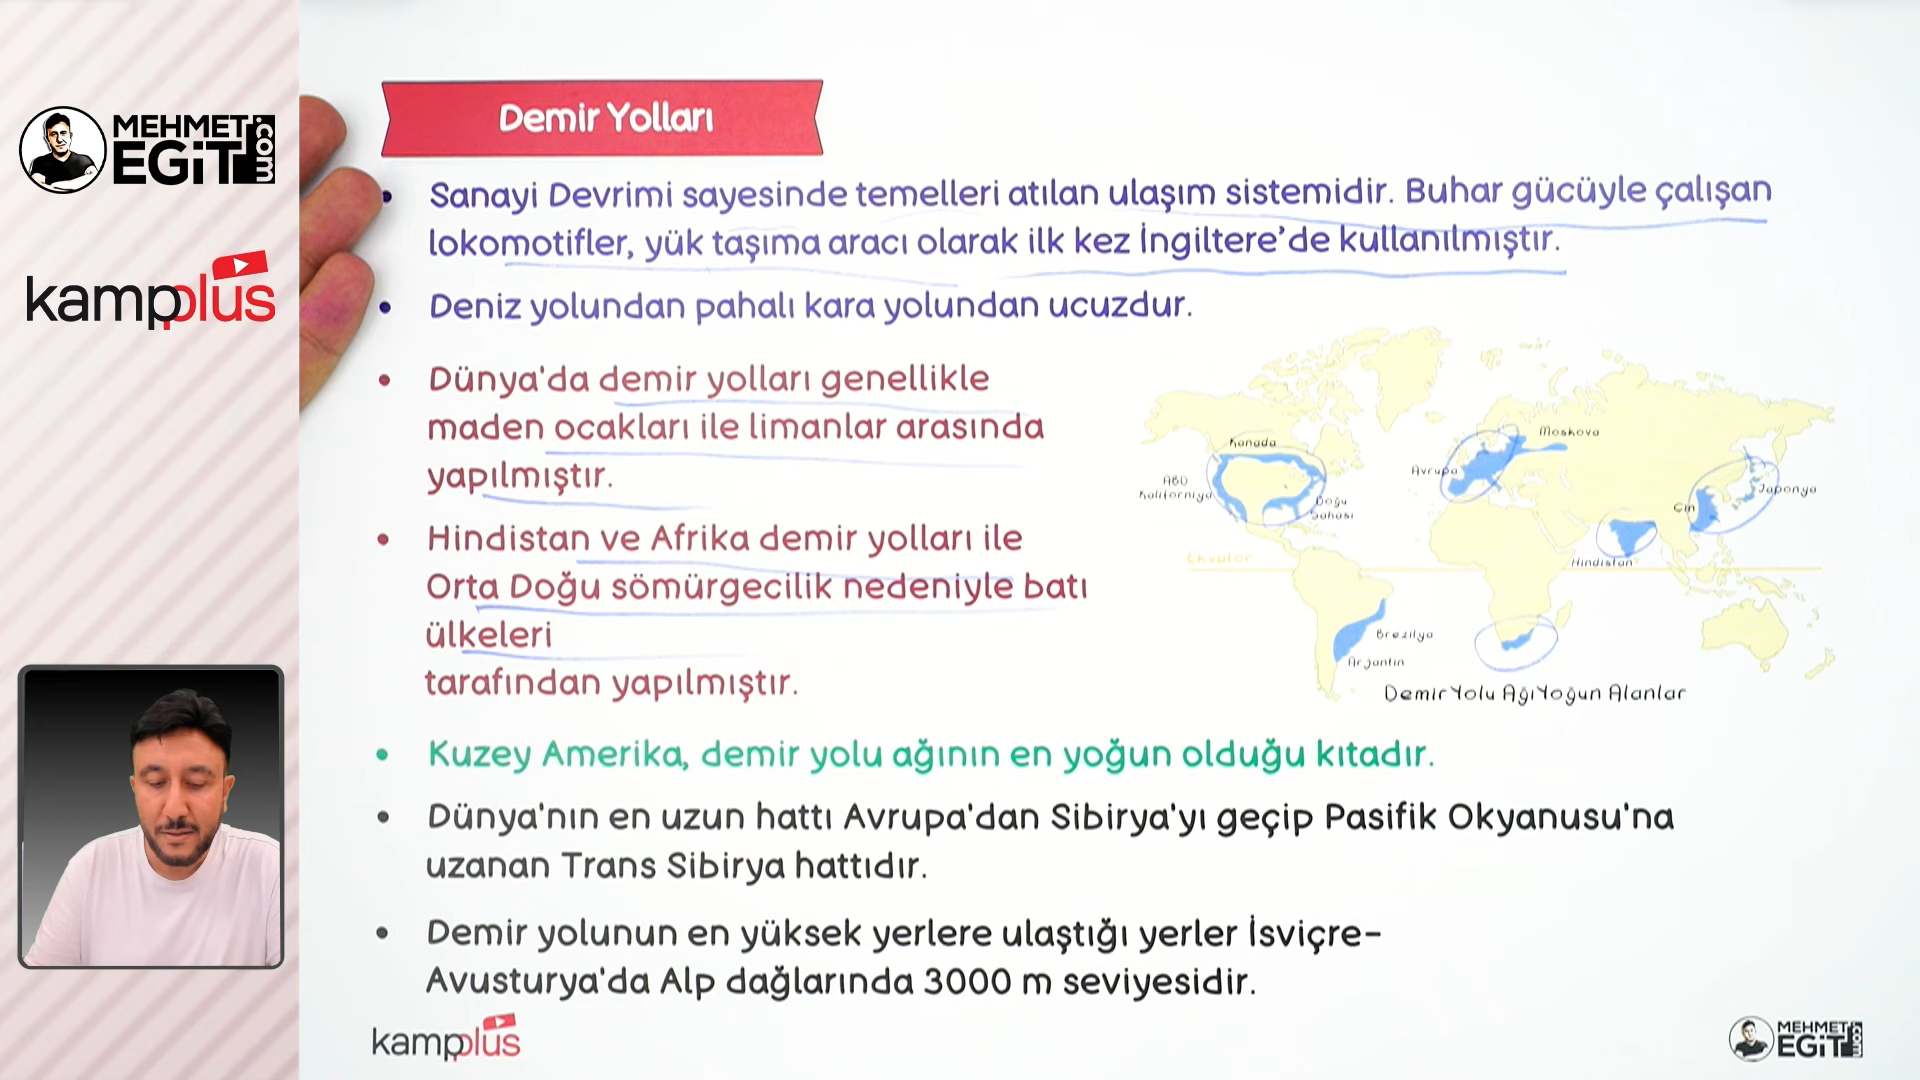 MEHMET
EGiT
.com
kampplus
Demir Yolları
• Sanayi Devrimi sayesinde temelleri atılan ulaşım sistemidir. Buhar gücüyle çalışan
lokomotifler, yük taşıma aracı olarak ilk kez İngiltere’de kullanılmıştır.
• Deniz yolundan pahalı kara yolundan ucuzdur.
• Dünya'da demir yolları genellikle
maden ocakları ile limanlar arasında
yapılmıştır.
• Hindistan ve Afrika demir yolları ile
Orta Doğu sömürgecilik nedeniyle batı
ülkeleri
tarafından yapılmıştır.
Kanada
ABD
Kaliforniya
Doğu
Sahası
Avrupa
Moskova
Japonya
Çin
Hindistan
Ekvator
Brezilya
Arjantin
Demir Yolu Ağı Yoğun Alanlar
• Kuzey Amerika, demir yolu ağının en yoğun olduğu kıtadır.
• Dünya'nın en uzun hattı Avrupa'dan Sibirya'yı geçip Pasifik Okyanusu'na
uzanan Trans Sibirya hattıdır.
• Demir yolunun en yüksek yerlere ulaştığı yerler İsviçre-
Avusturya'da Alp dağlarında 3000 m seviyesidir.
kampplus
MEHMET
EGiT
.com